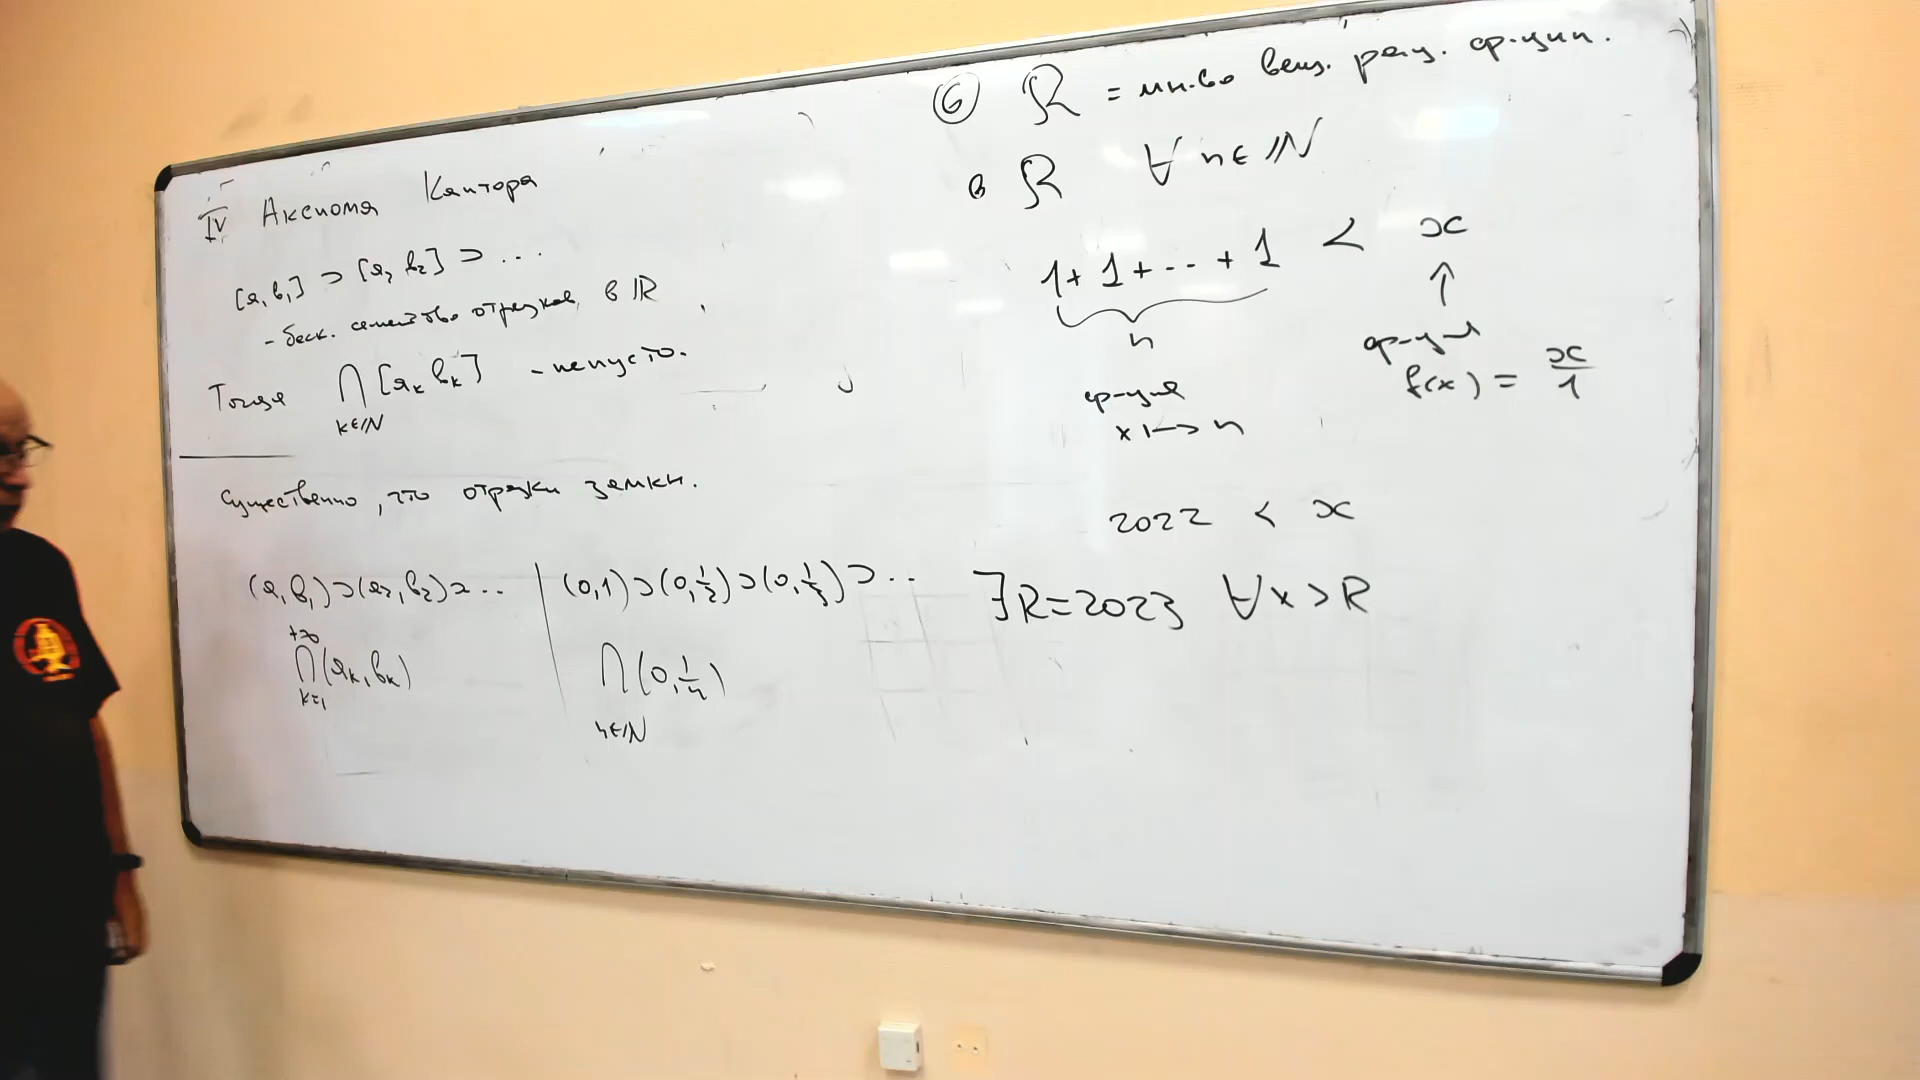 IV Аксиома Кантора
[a₁ b₁] ⊃ [a₂ b₂] ⊃ ...
- беск. семейство отрезков в ℝ
Тогда ⋂ [aₖ bₖ] - непусто.
k∈ℕ
Существенно, что отрезки замкн.
(a₁ b₁)⊃(a₂, b₂)⊃...
+∞
⋂(aₖ, bₖ)
k=1
(0,1)⊃(0,1/2)⊃(0,1/3)⊃...
⋂(0,1/n)
n∈ℕ
⑥ R = мн-во вещ. рац. ф-ций.
в R ∀ n∈ℕ
1+1+...+1 < x
n
↑
ф-ция
x ↦ n
ф-ция
f(x) = x/1
2022 < x
∃R=2023 ∀x>R